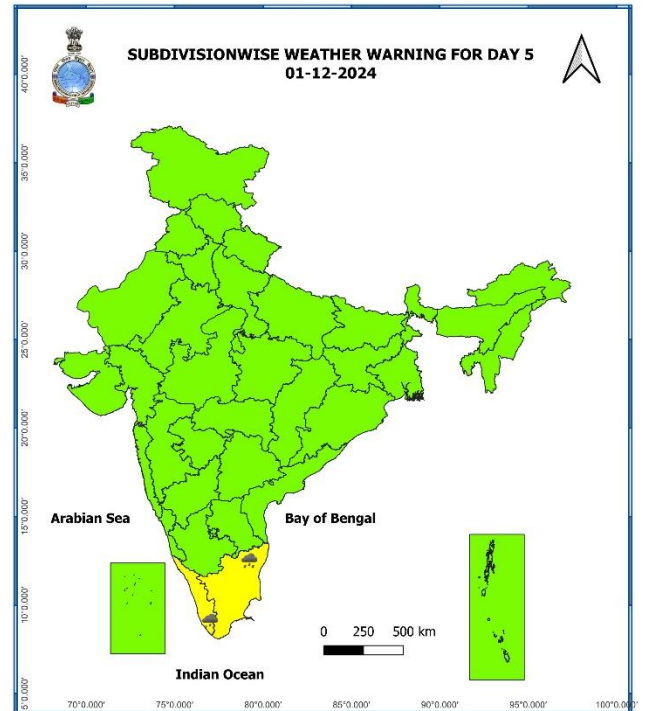 SUBDIVISIONWISE WEATHER WARNING FOR DAY 5
01-12-2024
40°0.000'
35°0.000'
30°0.000'
25°0.000'
20°0.000'
15°0.000'
10°0.000'
5°0.000'
Arabian Sea
Bay of Bengal
0 250 500 km
Indian Ocean
70°0.000' 75°0.000' 80°0.000' 85°0.000' 90°0.000' 95°0.000' 100°0.000'